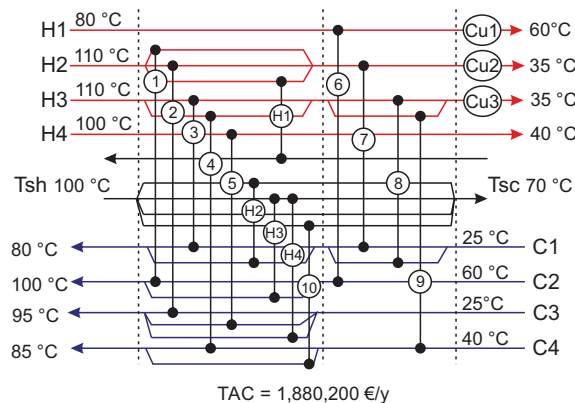 H1 80 °C Cu1 60°C
H2 110 °C Cu2 35 °C
1 6
H3 110 °C Cu3 35 °C
2 H1
H4 100 °C 3 7 40 °C
4
Tsh 100 °C 5 8 Tsc 70 °C
H2
H3
80 °C H4 25 °C C1
100 °C 10 9 60 °C C2
95 °C 25°C C3
85 °C 40 °C C4
TAC = 1,880,200 €/y